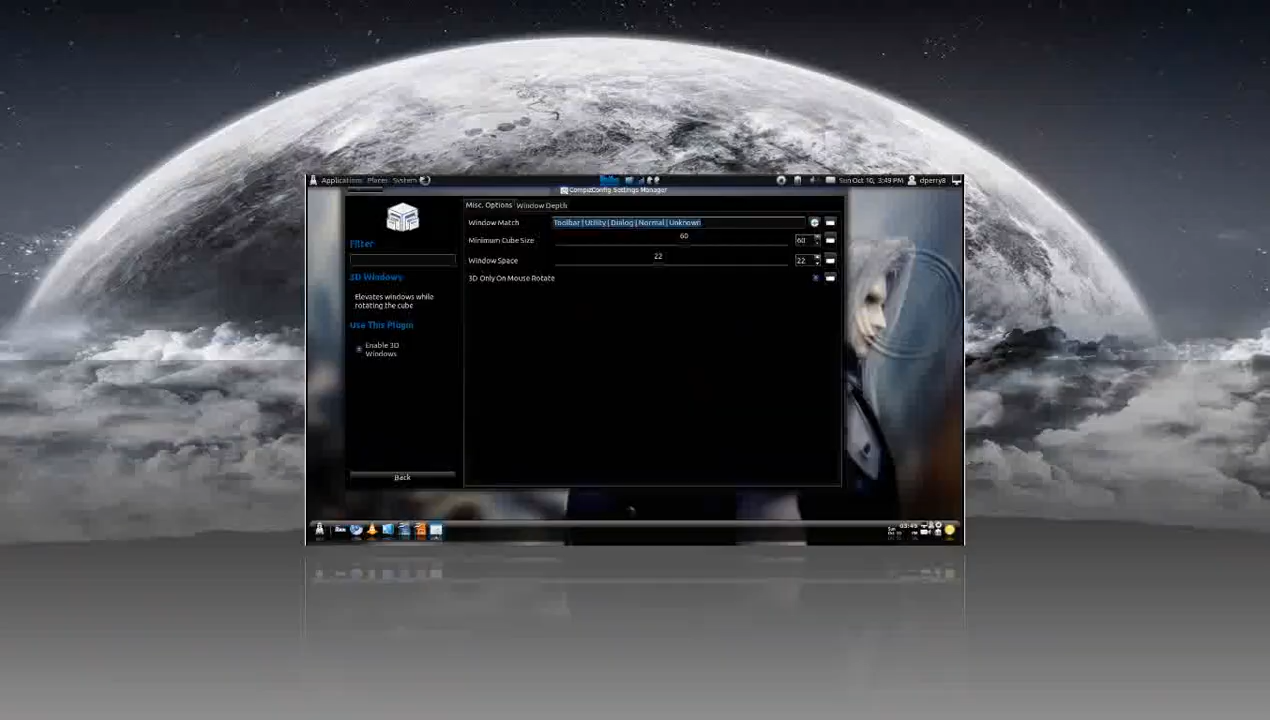 Applications Places System Sun Oct 10, 3:49 PM dperry8
CompizConfig Settings Manager
Misc. Options Window Depth
Window Match Toolbar | Utility | Dialog | Normal | Unknown
Filter
Minimum Cube Size 60 60
Window Space 22 22
3D Windows
3D Only On Mouse Rotate
Elevates windows while
rotating the cube
Use This Plugin
Enable 3D
Windows
Back
03:49